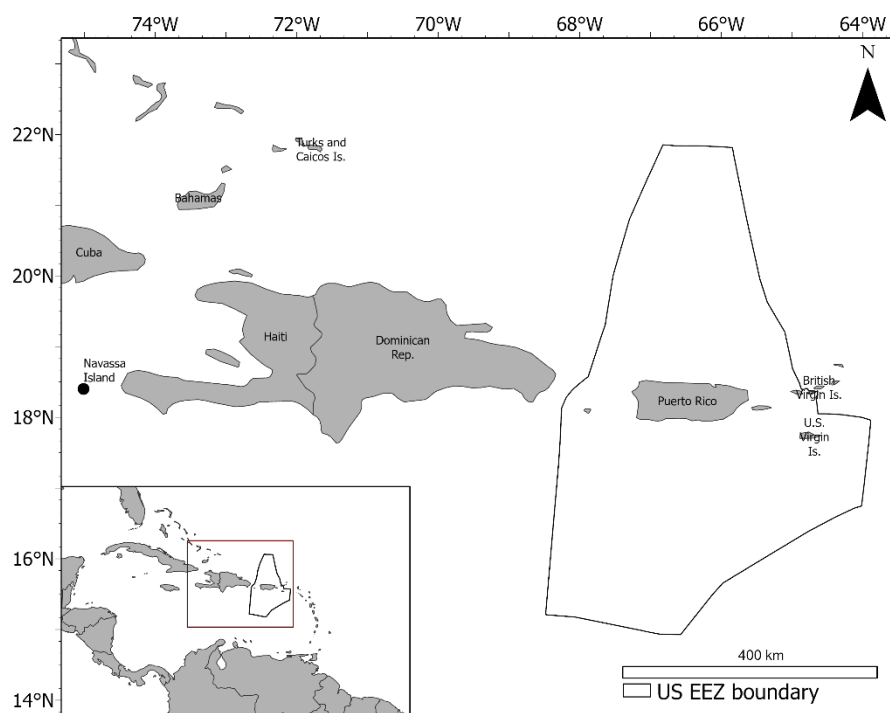 74°W
72°W
70°W
68°W
66°W
64°W
N
22°N
Turks and
Caicos Is.
Bahamas
Cuba
20°N
Haiti
Dominican
Rep.
Navassa
Island
British
Virgin Is.
18°N
Puerto Rico
U.S.
Virgin
Is.
16°N
400 km
US EEZ boundary
14°N